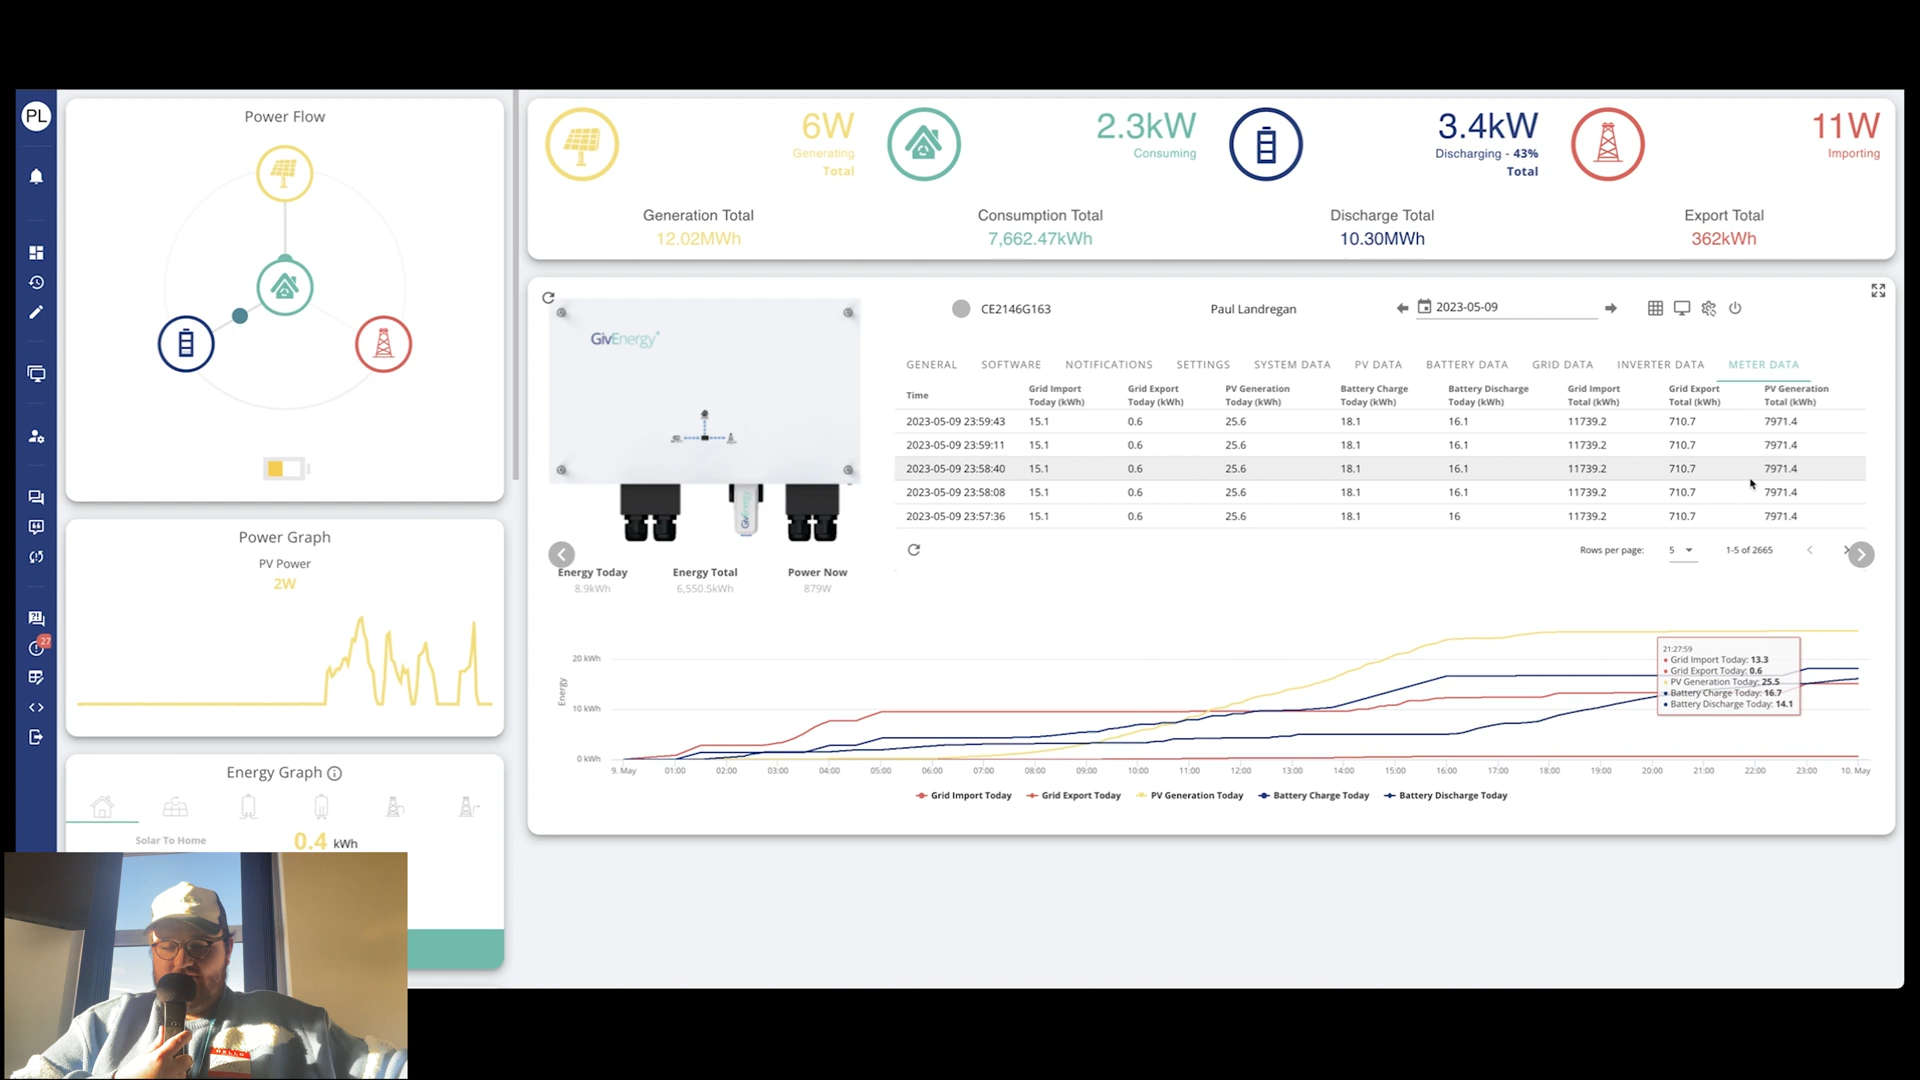 PL
27
Power Flow
Power Graph
PV Power
2W
Energy Graph
Solar To Home
0.4 kWh
HELLO
6W
Generating
Total
Generation Total
12.02MWh
2.3kW
Consuming
Consumption Total
7,662.47kWh
3.4kW
Discharging - 43%
Total
Discharge Total
10.30MWh
11W
Importing
Export Total
362kWh
GivEnergy
GivEnergy
Energy Today
8.9kWh
Energy Total
6,550.5kWh
Power Now
879W
CE2146G163 Paul Landregan 2023-05-09
GENERAL SOFTWARE NOTIFICATIONS SETTINGS SYSTEM DATA PV DATA BATTERY DATA GRID DATA INVERTER DATA METER DATA
Time Grid Import Today (kWh) Grid Export Today (kWh) PV Generation Today (kWh) Battery Charge Today (kWh) Battery Discharge Today (kWh) Grid Import Total (kWh) Grid Export Total (kWh) PV Generation Total (kWh)
2023-05-09 23:59:43 15.1 0.6 25.6 18.1 16.1 11739.2 710.7 7971.4
2023-05-09 23:59:11 15.1 0.6 25.6 18.1 16.1 11739.2 710.7 7971.4
2023-05-09 23:58:40 15.1 0.6 25.6 18.1 16.1 11739.2 710.7 7971.4
2023-05-09 23:58:08 15.1 0.6 25.6 18.1 16.1 11739.2 710.7 7971.4
2023-05-09 23:57:36 15.1 0.6 25.6 18.1 16 11739.2 710.7 7971.4
Rows per page: 5 1-5 of 2665
Energy
20 kWh
10 kWh
0 kWh
9. May 01:00 02:00 03:00 04:00 05:00 06:00 07:00 08:00 09:00 10:00 11:00 12:00 13:00 14:00 15:00 16:00 17:00 18:00 19:00 20:00 21:00 22:00 23:00 10. May
21:27:59
Grid Import Today: 13.3
Grid Export Today: 0.6
PV Generation Today: 25.5
Battery Charge Today: 16.7
Battery Discharge Today: 14.1
Grid Import Today Grid Export Today PV Generation Today Battery Charge Today Battery Discharge Today